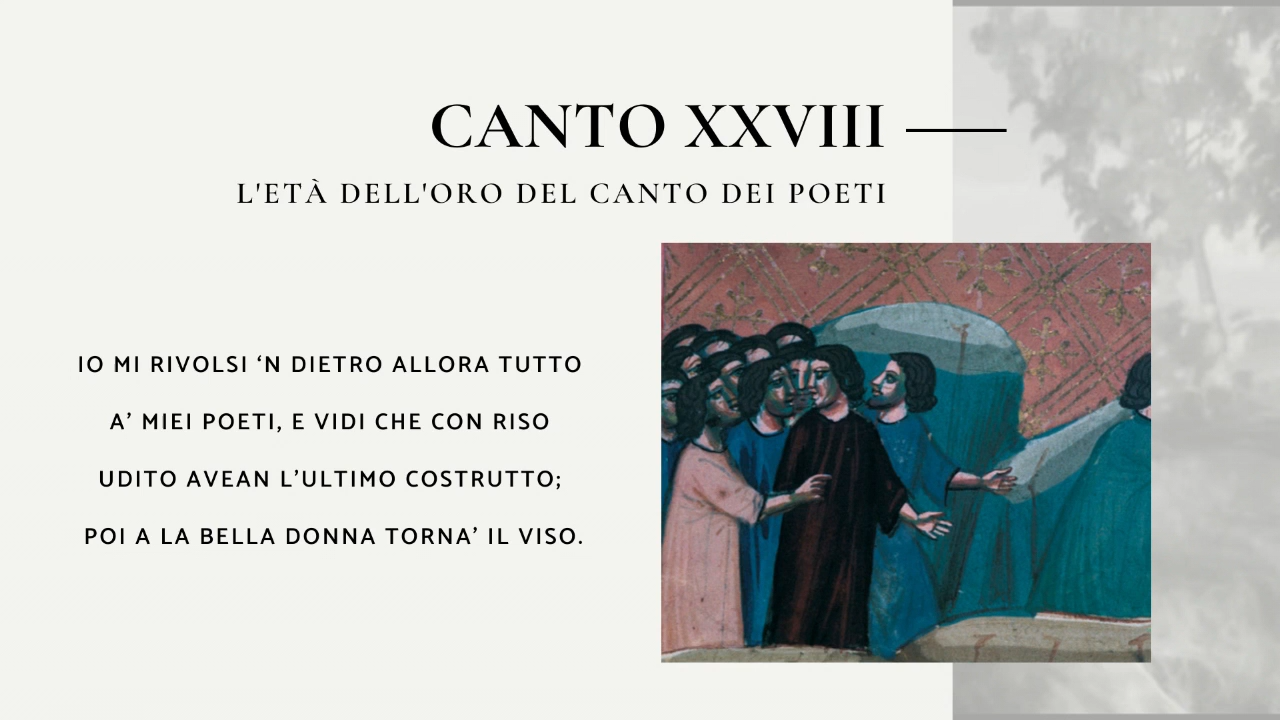 CANTO XXVIII
L'ETÀ DELL'ORO DEL CANTO DEI POETI
IO MI RIVOLSI ‘N DIETRO ALLORA TUTTO
A’ MIEI POETI, E VIDI CHE CON RISO
UDITO AVEAN L’ULTIMO COSTRUTTO;
POI A LA BELLA DONNA TORNA’ IL VISO.